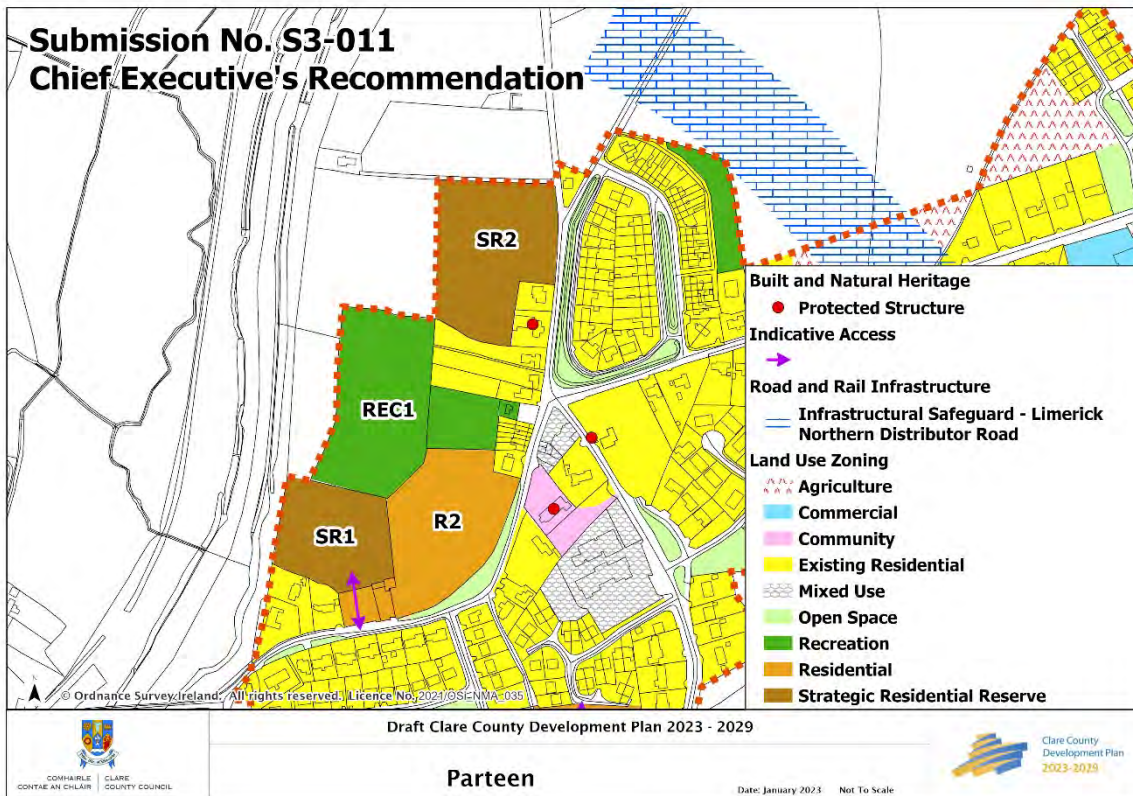 Submission No. S3-011
Chief Executive's Recommendation
SR2
REC1
R2
SR1
Built and Natural Heritage
Protected Structure
Indicative Access
Road and Rail Infrastructure
Infrastructural Safeguard - Limerick
Northern Distributor Road
Land Use Zoning
Agriculture
Commercial
Community
Existing Residential
Mixed Use
Open Space
Recreation
Residential
Strategic Residential Reserve
© Ordnance Survey Ireland. All rights reserved. Licence No. 2021/OSi_NMA_035
Draft Clare County Development Plan 2023 - 2029
Parteen
Date: January 2023 Not To Scale
COMHAIRLE CONTAE AN CHLÁIR
CLARE COUNTY COUNCIL
Clare County
Development Plan
2023-2029